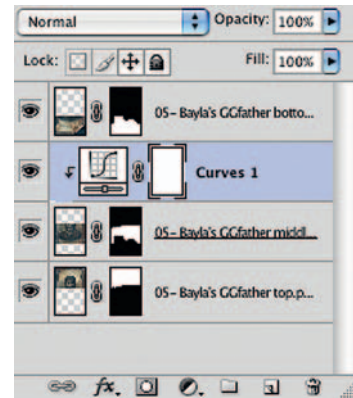 Normal Opacity: 100%
Lock: Fill: 100%
05- Bayla's GGfather botto...
Curves 1
05- Bayla's GGfather middl...
05- Bayla's GGfather top.p...
fx.